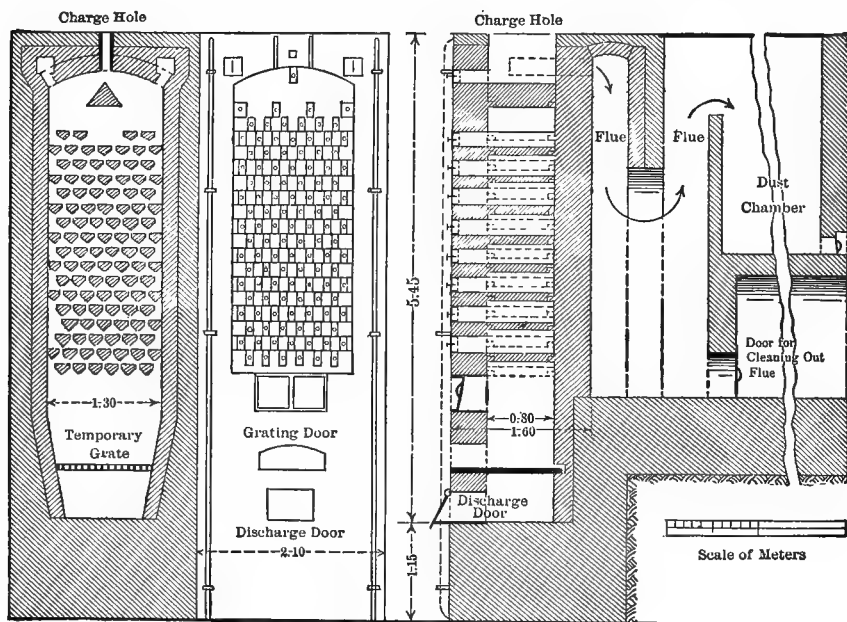 Charge Hole
Charge Hole
Flue
Flue
Dust
Chamber
5.45
Door for
Cleaning Out
Flue
1.30
0.80
1.60
Grating Door
Temporary
Grate
Discharge
Door
Discharge Door
2.10
1.15
Scale of Meters